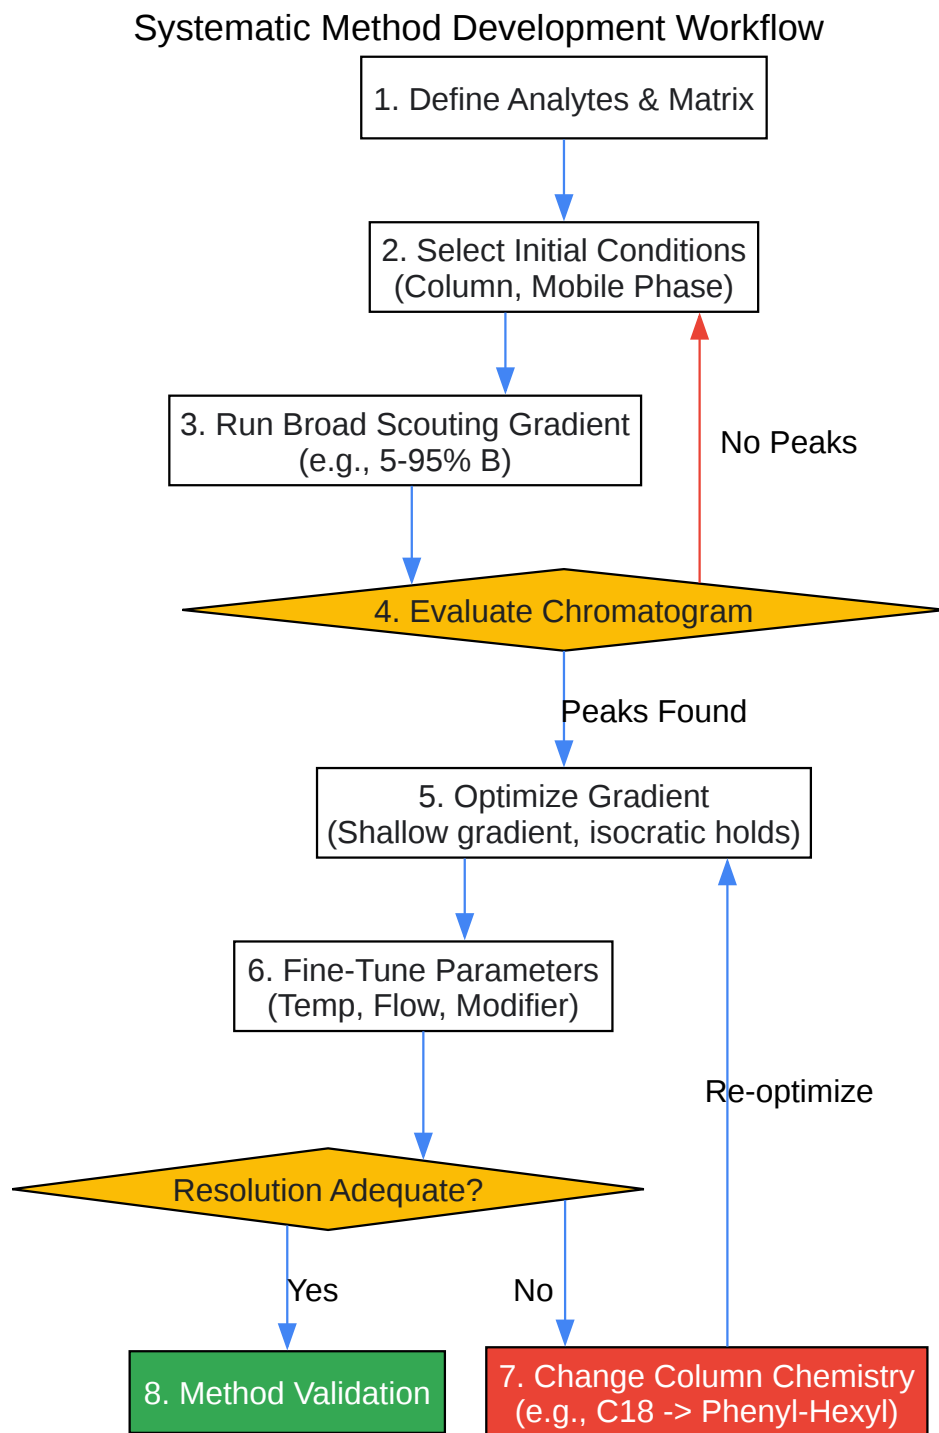 Systematic Method Development Workflow
1. Define Analytes & Matrix
2. Select Initial Conditions
(Column, Mobile Phase)
3. Run Broad Scouting Gradient
(e.g., 5-95% B)
No Peaks
4. Evaluate Chromatogram
Peaks Found
5. Optimize Gradient
(Shallow gradient, isocratic holds)
6. Fine-Tune Parameters
(Temp, Flow, Modifier)
Re-optimize
Resolution Adequate?
Yes
No
8. Method Validation
7. Change Column Chemistry
(e.g., C18 -> Phenyl-Hexyl)